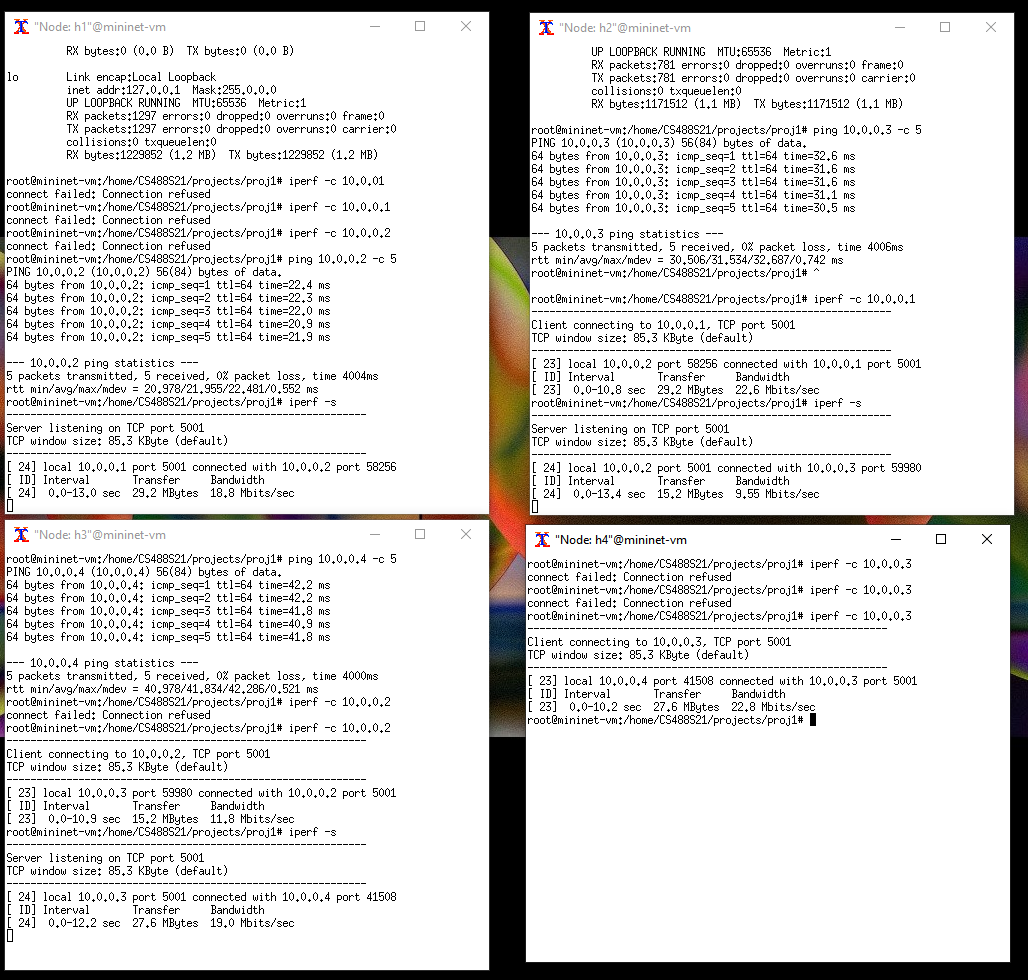 "Node: h1"@mininet-vm
RX bytes:0 (0.0 B)  TX bytes:0 (0.0 B)
lo        Link encap:Local Loopback
inet addr:127.0.0.1  Mask:255.0.0.0
UP LOOPBACK RUNNING  MTU:65536  Metric:1
RX packets:1297 errors:0 dropped:0 overruns:0 frame:0
TX packets:1297 errors:0 dropped:0 overruns:0 carrier:0
collisions:0 txqueuelen:0
RX bytes:1229852 (1.2 MB)  TX bytes:1229852 (1.2 MB)
root@mininet-vm:/home/CS488S21/projects/proj1# iperf -c 10.0.01
connect failed: Connection refused
root@mininet-vm:/home/CS488S21/projects/proj1# iperf -c 10.0.0.1
connect failed: Connection refused
root@mininet-vm:/home/CS488S21/projects/proj1# iperf -c 10.0.0.2
connect failed: Connection refused
root@mininet-vm:/home/CS488S21/projects/proj1# ping 10.0.0.2 -c 5
PING 10.0.0.2 (10.0.0.2) 56(84) bytes of data.
64 bytes from 10.0.0.2: icmp_seq=1 ttl=64 time=22.4 ms
64 bytes from 10.0.0.2: icmp_seq=2 ttl=64 time=22.3 ms
64 bytes from 10.0.0.2: icmp_seq=3 ttl=64 time=22.0 ms
64 bytes from 10.0.0.2: icmp_seq=4 ttl=64 time=20.9 ms
64 bytes from 10.0.0.2: icmp_seq=5 ttl=64 time=21.9 ms
--- 10.0.0.2 ping statistics ---
5 packets transmitted, 5 received, 0% packet loss, time 4004ms
rtt min/avg/max/mdev = 20.978/21.955/22.481/0.552 ms
root@mininet-vm:/home/CS488S21/projects/proj1# iperf -s
------------------------------------------------------------
Server listening on TCP port 5001
TCP window size: 85.3 KByte (default)
------------------------------------------------------------
[ 24] local 10.0.0.1 port 5001 connected with 10.0.0.2 port 58256
[ ID] Interval       Transfer     Bandwidth
[ 24]  0.0-13.0 sec  29.2 MBytes  18.8 Mbits/sec
"Node: h2"@mininet-vm
UP LOOPBACK RUNNING  MTU:65536  Metric:1
RX packets:781 errors:0 dropped:0 overruns:0 frame:0
TX packets:781 errors:0 dropped:0 overruns:0 carrier:0
collisions:0 txqueuelen:0
RX bytes:1171512 (1.1 MB)  TX bytes:1171512 (1.1 MB)
root@mininet-vm:/home/CS488S21/projects/proj1# ping 10.0.0.3 -c 5
PING 10.0.0.3 (10.0.0.3) 56(84) bytes of data.
64 bytes from 10.0.0.3: icmp_seq=1 ttl=64 time=32.6 ms
64 bytes from 10.0.0.3: icmp_seq=2 ttl=64 time=31.6 ms
64 bytes from 10.0.0.3: icmp_seq=3 ttl=64 time=31.6 ms
64 bytes from 10.0.0.3: icmp_seq=4 ttl=64 time=31.1 ms
64 bytes from 10.0.0.3: icmp_seq=5 ttl=64 time=30.5 ms
--- 10.0.0.3 ping statistics ---
5 packets transmitted, 5 received, 0% packet loss, time 4006ms
rtt min/avg/max/mdev = 30.506/31.534/32.687/0.742 ms
root@mininet-vm:/home/CS488S21/projects/proj1# ^
root@mininet-vm:/home/CS488S21/projects/proj1# iperf -c 10.0.0.1
------------------------------------------------------------
Client connecting to 10.0.0.1, TCP port 5001
TCP window size: 85.3 KByte (default)
------------------------------------------------------------
[ 23] local 10.0.0.2 port 58256 connected with 10.0.0.1 port 5001
[ ID] Interval       Transfer     Bandwidth
[ 23]  0.0-10.8 sec  29.2 MBytes  22.6 Mbits/sec
root@mininet-vm:/home/CS488S21/projects/proj1# iperf -s
------------------------------------------------------------
Server listening on TCP port 5001
TCP window size: 85.3 KByte (default)
------------------------------------------------------------
[ 24] local 10.0.0.2 port 5001 connected with 10.0.0.3 port 59980
[ ID] Interval       Transfer     Bandwidth
[ 24]  0.0-13.4 sec  15.2 MBytes  9.55 Mbits/sec
"Node: h3"@mininet-vm
root@mininet-vm:/home/CS488S21/projects/proj1# ping 10.0.0.4 -c 5
PING 10.0.0.4 (10.0.0.4) 56(84) bytes of data.
64 bytes from 10.0.0.4: icmp_seq=1 ttl=64 time=42.2 ms
64 bytes from 10.0.0.4: icmp_seq=2 ttl=64 time=42.2 ms
64 bytes from 10.0.0.4: icmp_seq=3 ttl=64 time=41.8 ms
64 bytes from 10.0.0.4: icmp_seq=4 ttl=64 time=40.9 ms
64 bytes from 10.0.0.4: icmp_seq=5 ttl=64 time=41.8 ms
--- 10.0.0.4 ping statistics ---
5 packets transmitted, 5 received, 0% packet loss, time 4000ms
rtt min/avg/max/mdev = 40.978/41.834/42.286/0.521 ms
root@mininet-vm:/home/CS488S21/projects/proj1# iperf -c 10.0.0.2
connect failed: Connection refused
root@mininet-vm:/home/CS488S21/projects/proj1# iperf -c 10.0.0.2
------------------------------------------------------------
Client connecting to 10.0.0.2, TCP port 5001
TCP window size: 85.3 KByte (default)
------------------------------------------------------------
[ 23] local 10.0.0.3 port 59980 connected with 10.0.0.2 port 5001
[ ID] Interval       Transfer     Bandwidth
[ 23]  0.0-10.9 sec  15.2 MBytes  11.8 Mbits/sec
root@mininet-vm:/home/CS488S21/projects/proj1# iperf -s
------------------------------------------------------------
Server listening on TCP port 5001
TCP window size: 85.3 KByte (default)
------------------------------------------------------------
[ 24] local 10.0.0.3 port 5001 connected with 10.0.0.4 port 41508
[ ID] Interval       Transfer     Bandwidth
[ 24]  0.0-12.2 sec  27.6 MBytes  19.0 Mbits/sec
"Node: h4"@mininet-vm
root@mininet-vm:/home/CS488S21/projects/proj1# iperf -c 10.0.0.3
connect failed: Connection refused
root@mininet-vm:/home/CS488S21/projects/proj1# iperf -c 10.0.0.3
connect failed: Connection refused
root@mininet-vm:/home/CS488S21/projects/proj1# iperf -c 10.0.0.3
------------------------------------------------------------
Client connecting to 10.0.0.3, TCP port 5001
TCP window size: 85.3 KByte (default)
------------------------------------------------------------
[ 23] local 10.0.0.4 port 41508 connected with 10.0.0.3 port 5001
[ ID] Interval       Transfer     Bandwidth
[ 23]  0.0-10.2 sec  27.6 MBytes  22.8 Mbits/sec
root@mininet-vm:/home/CS488S21/projects/proj1#